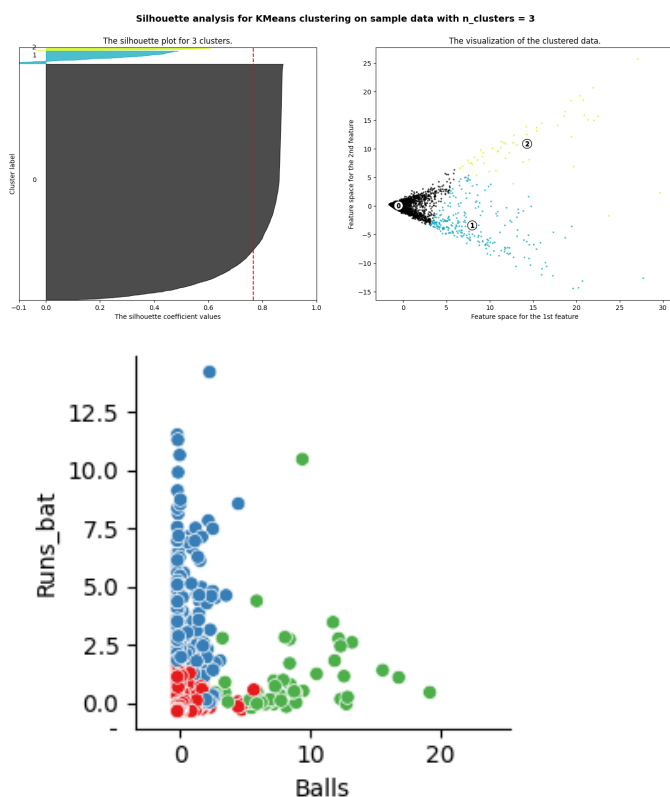 Silhouette analysis for KMeans clustering on sample data with n_clusters = 3
The silhouette plot for 3 clusters.
Cluster label
2
1
0
−0.1 0.0 0.2 0.4 0.6 0.8 1.0
The silhouette coefficient values
The visualization of the clustered data.
Feature space for the 2nd feature
25
20
15
10
5
0
−5
−10
−15
2
0
1
0 5 10 15 20 25 30
Feature space for the 1st feature
Runs_bat
12.5
10.0
7.5
5.0
2.5
0.0
−
0 10 20
Balls